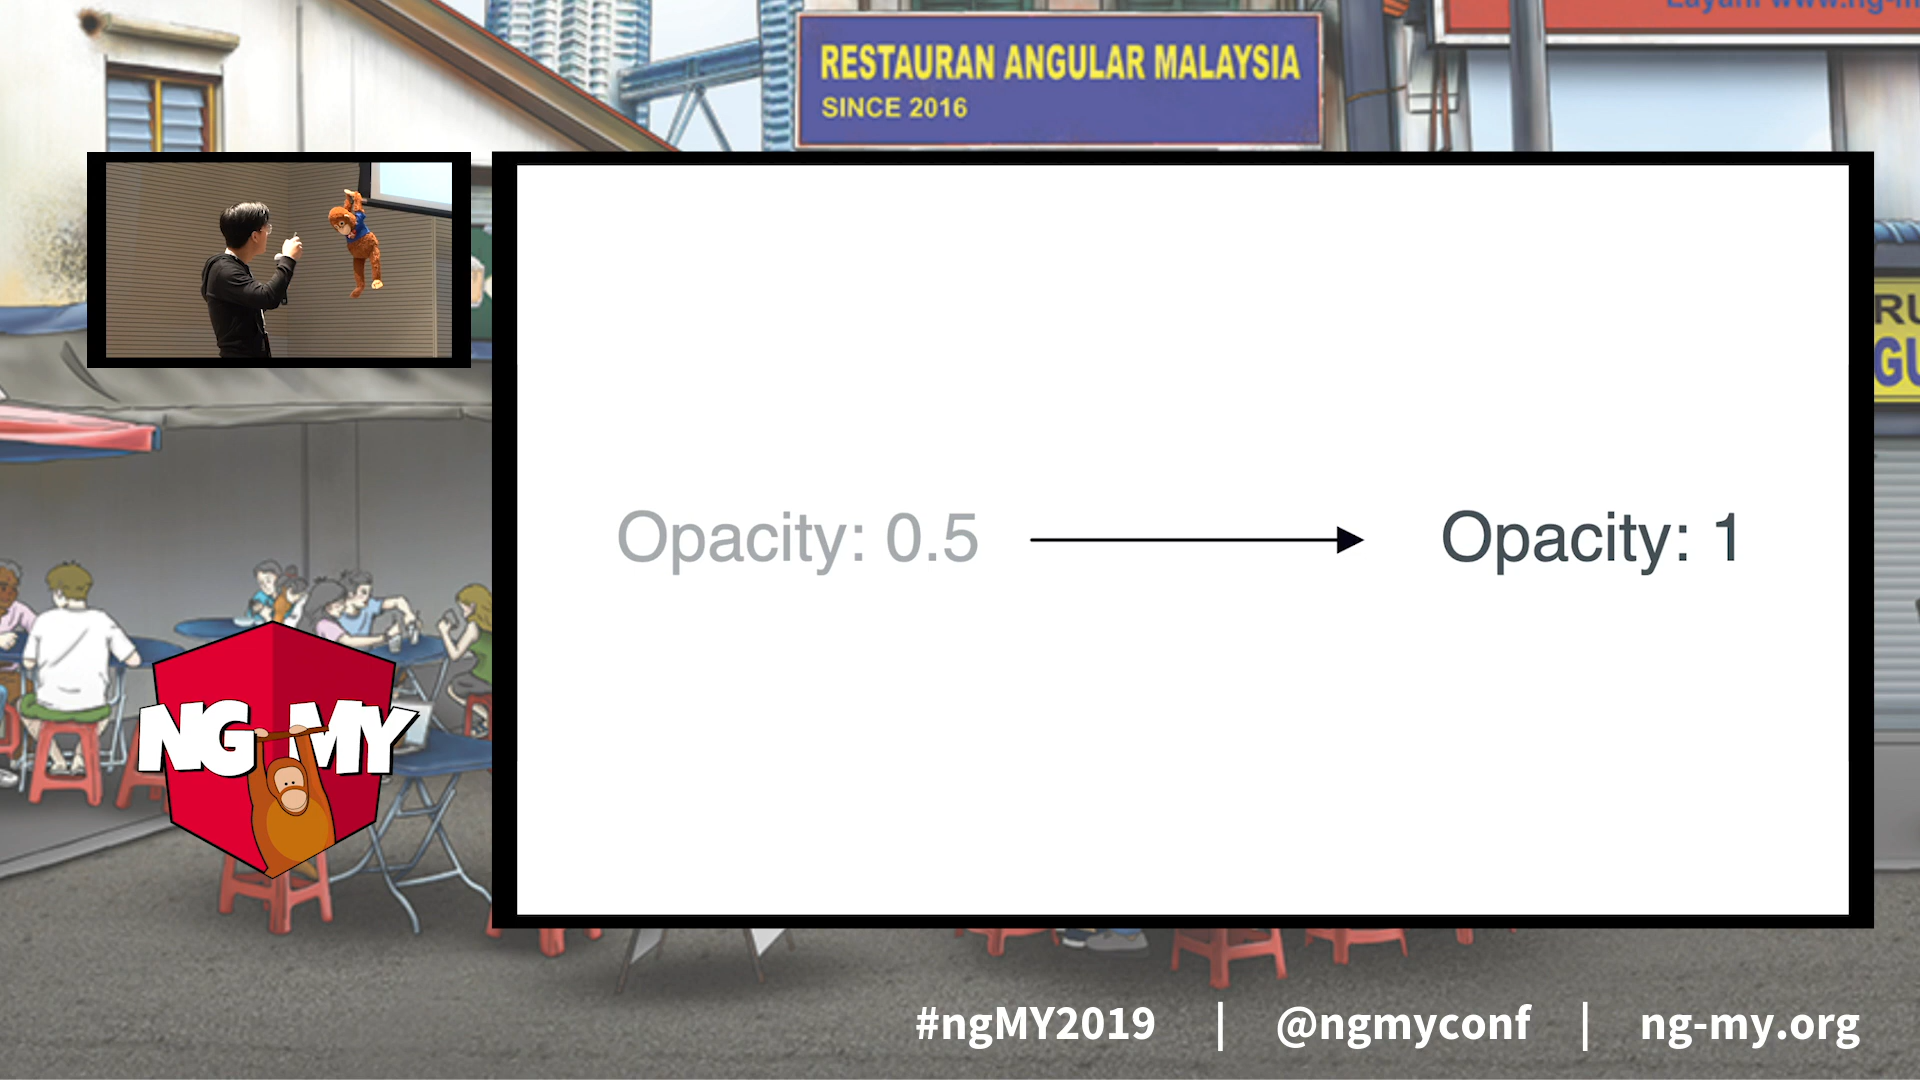 RESTAURAN ANGULAR MALAYSIA
SINCE 2016
Opacity: 0.5
Opacity: 1
NG MY
#ngMY2019 | @ngmyconf | ng-my.org